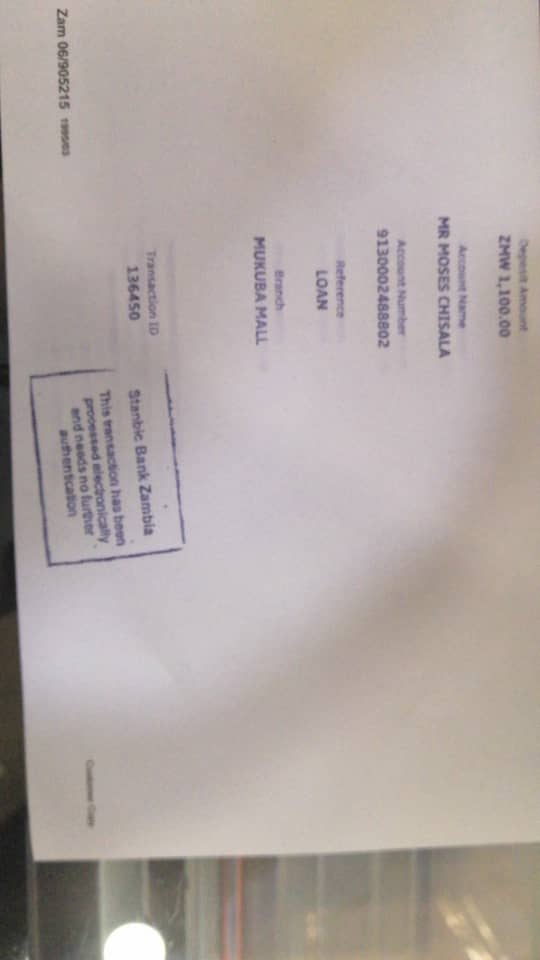 Deposit Amount
ZMW 1,100.00
Account Name
MR MOSES CHISALA
Account Number
9130002488802
Reference
LOAN
Branch
MUKUBA MALL
Transaction ID
136450
Stanbic Bank Zambia
This transaction has been
processed electronically
and needs no further
authentication
Zam 06/905215 1995/03
Customer Copy